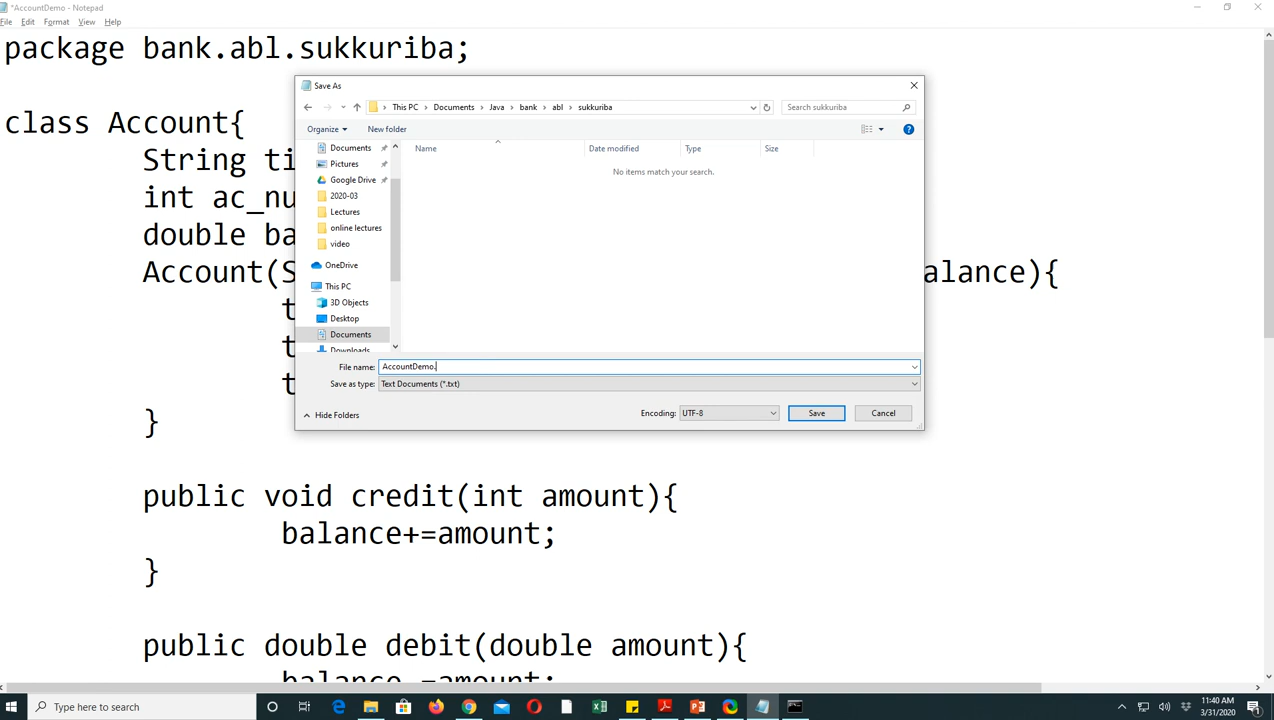 *AccountDemo - Notepad
File Edit Format View Help
package bank.abl.sukkuriba;
class Account{
String ti
int ac_nu
double ba
Account(S
alance){
t
t
t
}
public void credit(int amount){
balance+=amount;
}
public double debit(double amount){
Save As
This PC > Documents > Java > bank > abl > sukkuriba
Search sukkuriba
Organize
New folder
Documents
Pictures
Google Drive
2020-03
Lectures
online lectures
video
OneDrive
This PC
3D Objects
Desktop
Documents
Downloads
Name Date modified Type Size
No items match your search.
File name: AccountDemo.
Save as type: Text Documents (*.txt)
Hide Folders
Encoding: UTF-8
Save
Cancel
Type here to search
11:40 AM
3/31/2020